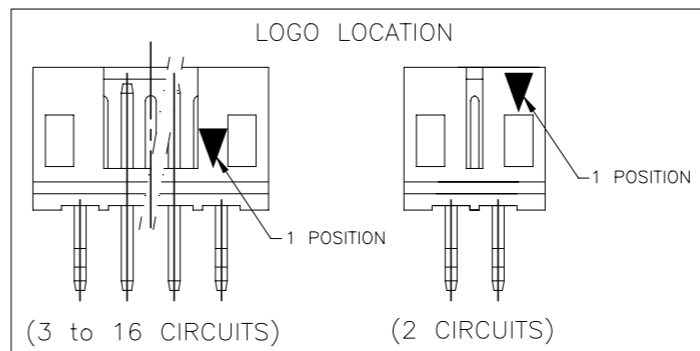 LOGO LOCATION
1 POSITION
1 POSITION
(3 to 16 CIRCUITS)
(2 CIRCUITS)